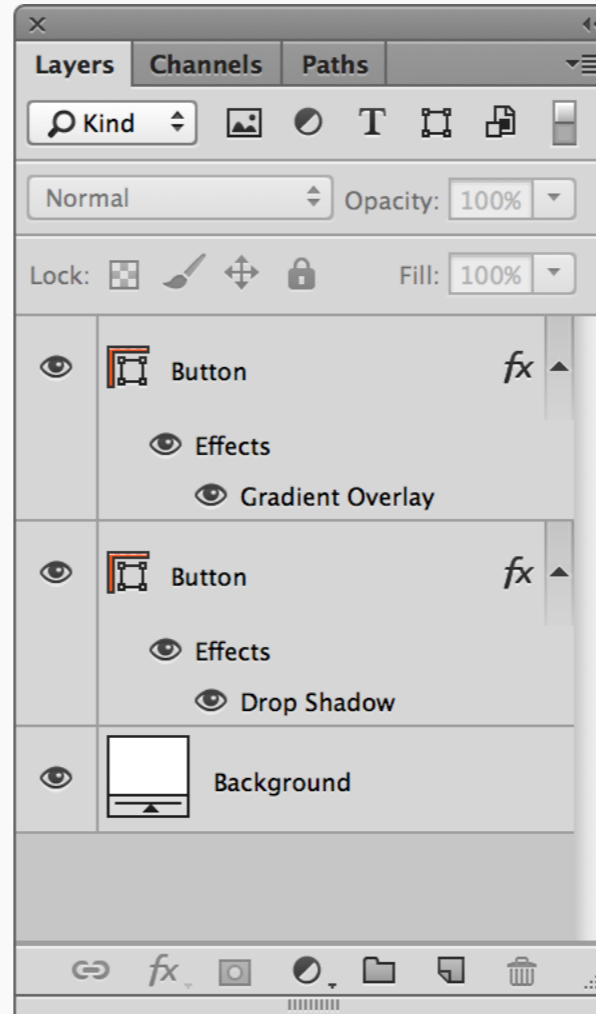 Layers Channels Paths
Kind T
Normal Opacity: 100%
Lock: Fill: 100%
Button fx
Effects
Gradient Overlay
Button fx
Effects
Drop Shadow
Background
fx